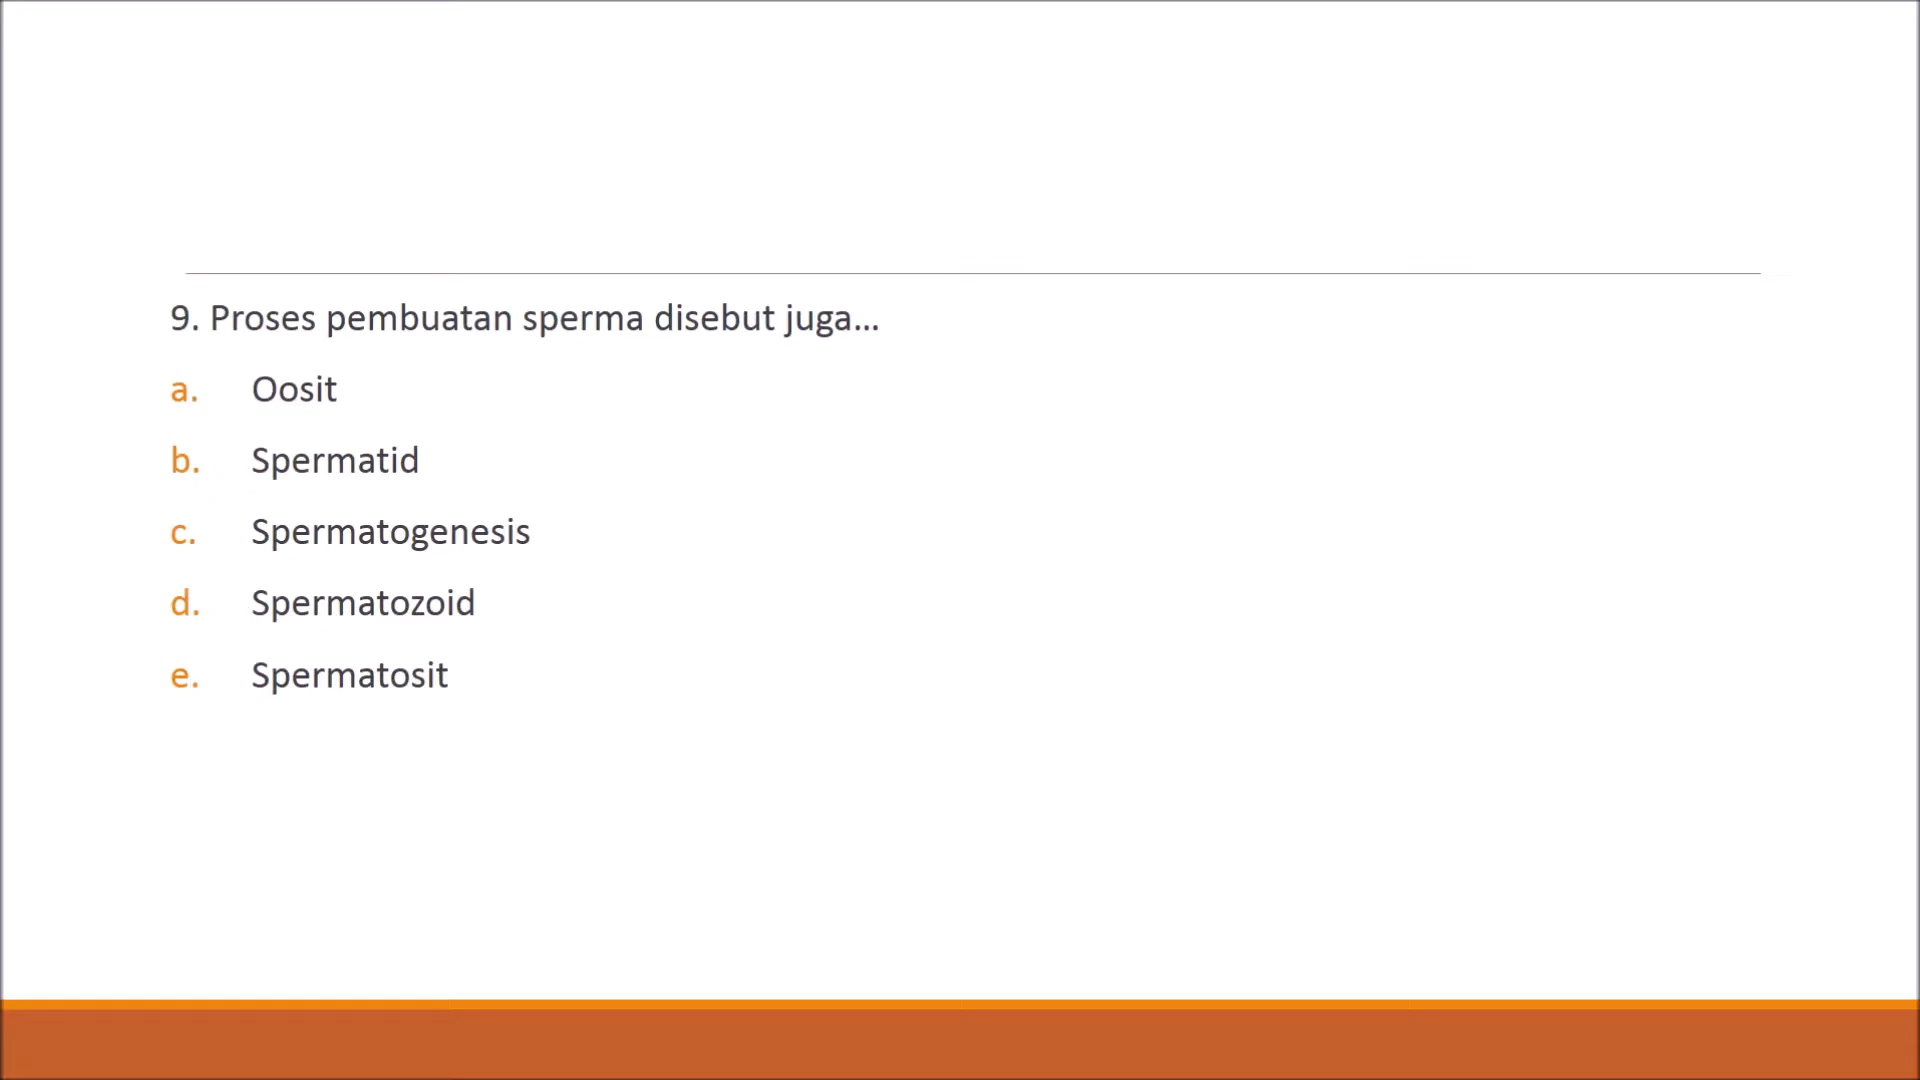 9. Proses pembuatan sperma disebut juga...
a. Oosit
b. Spermatid
c. Spermatogenesis
d. Spermatozoid
e. Spermatosit